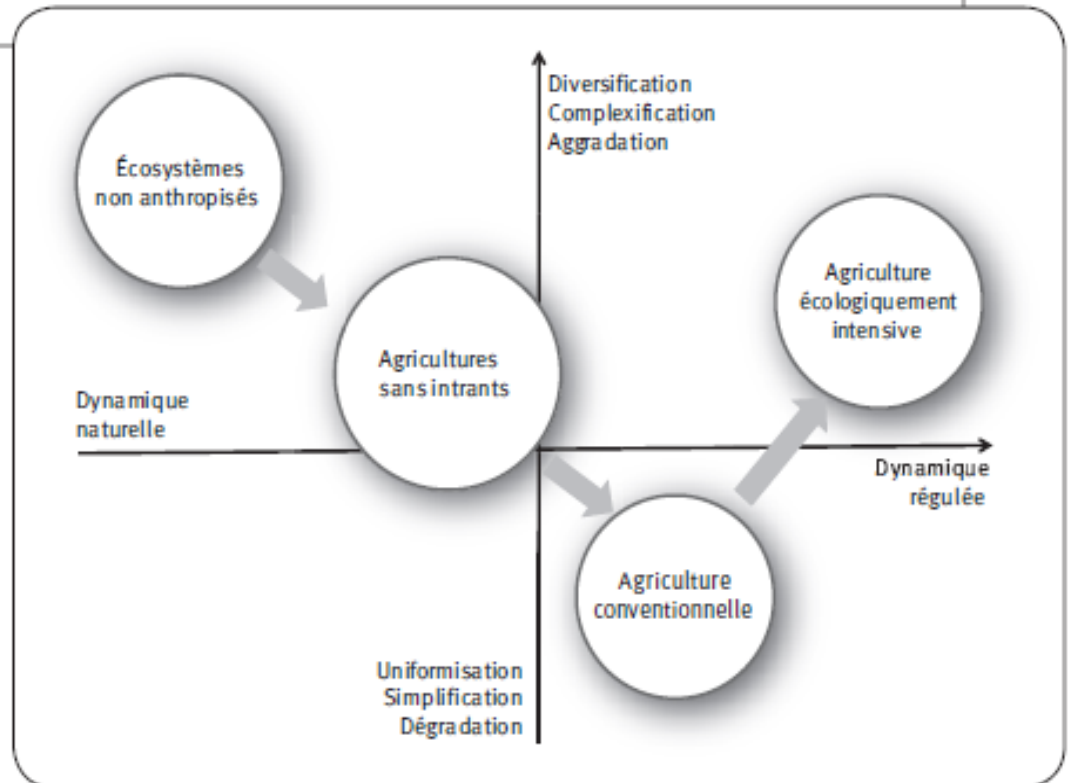 Diversification
Complexification
Aggradation
Écosystèmes
non anthropisés
Agriculture
écologiquement
intensive
Agricultures
sans intrants
Dynamique
naturelle
Dynamique
régulée
Agriculture
conventionnelle
Uniformisation
Simplification
Dégradation